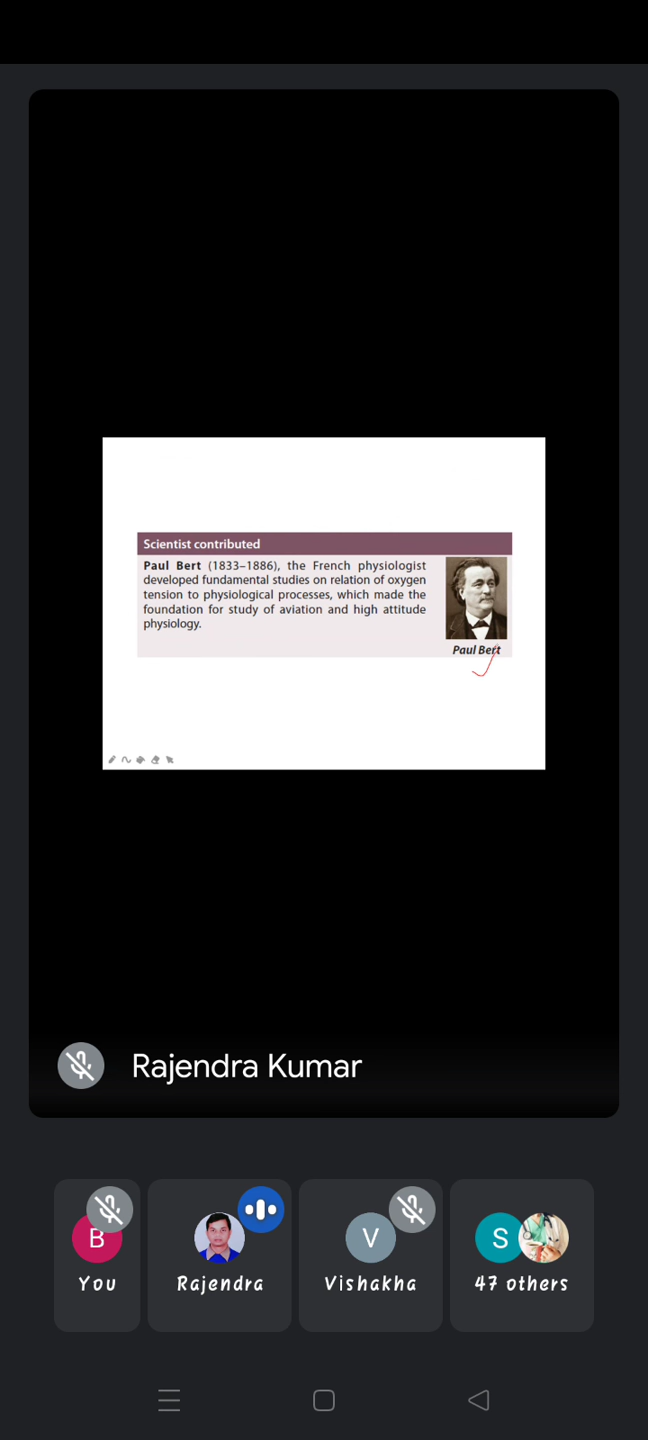 Scientist contributed
Paul Bert (1833–1886), the French physiologist
developed fundamental studies on relation of oxygen
tension to physiological processes, which made the
foundation for study of aviation and high attitude
physiology.
Paul Bert
Rajendra Kumar
B
You
Rajendra
V
Vishakha
S
47 others